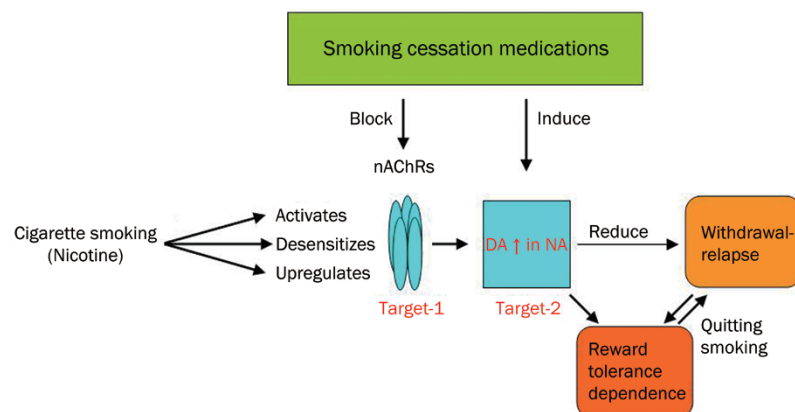 Smoking cessation medications
Block
Induce
nAChRs
Cigarette smoking
(Nicotine)
Activates
Desensitizes
Upregulates
DA ↑ in NA
Reduce
Withdrawal-
relapse
Target-1
Target-2
Quitting
smoking
Reward
tolerance
dependence